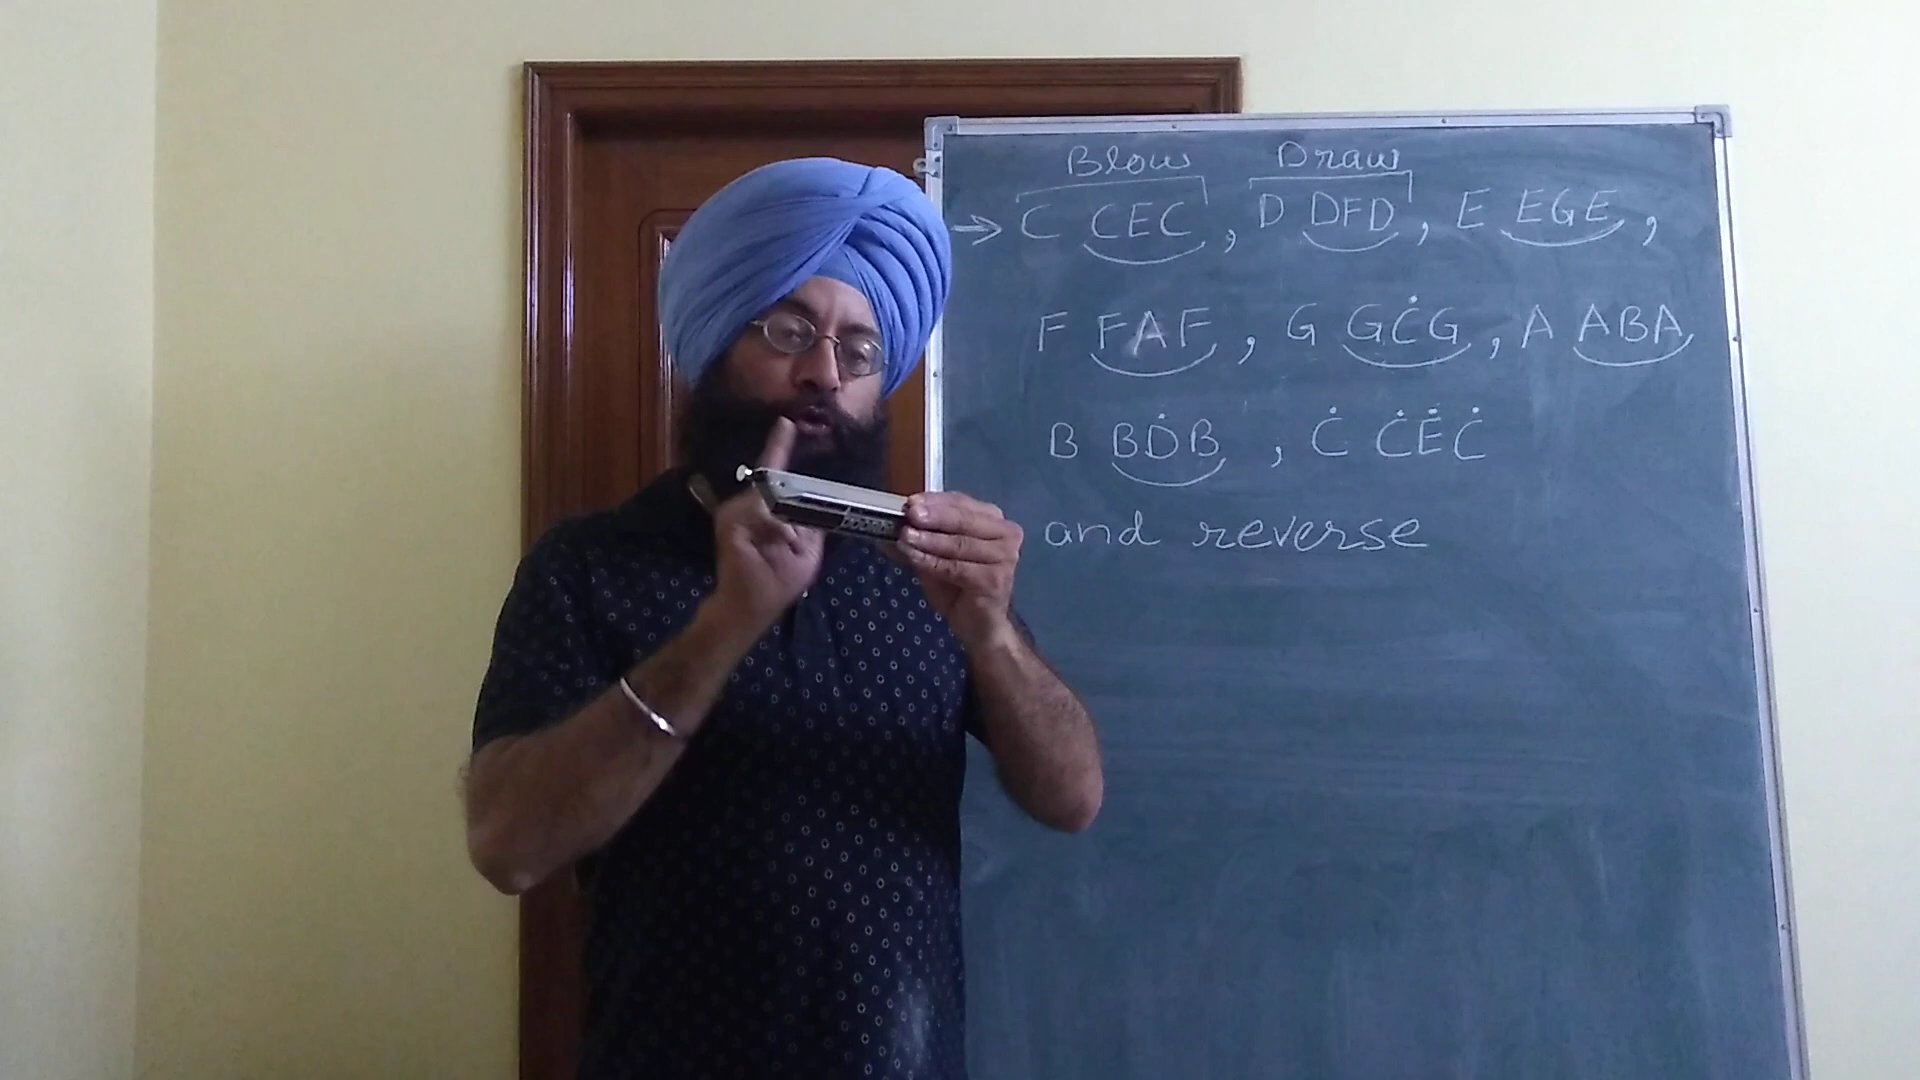 Blow Draw
→ C CEC, D DFD, E EGE,
F FAF, G GĊG, A ABA
B BḊB, Ċ ĊĖĊ
and reverse